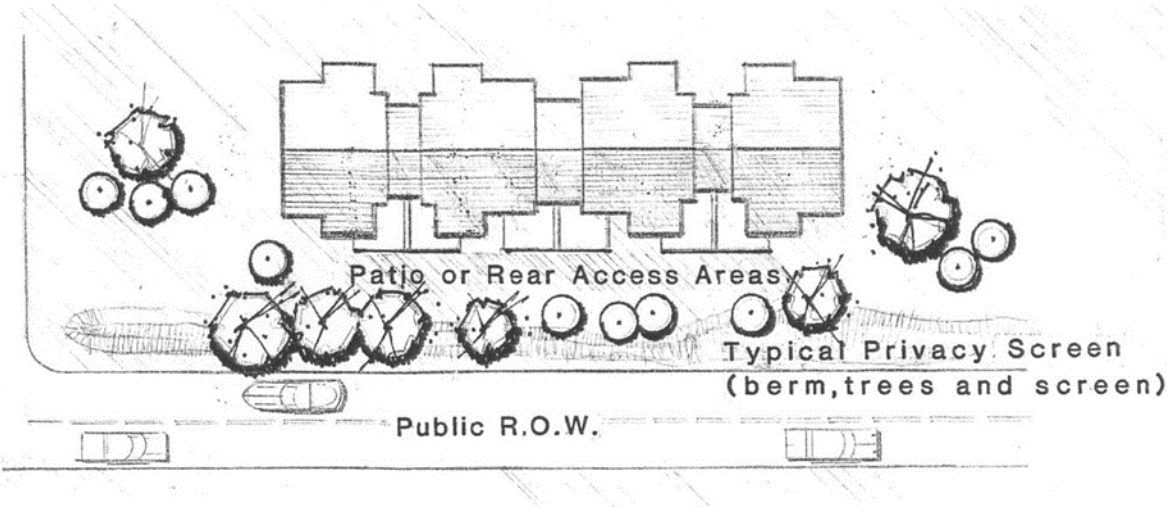 Patio or Rear Access Areas
Typical Privacy Screen
(berm, trees and screen)
Public R.O.W.